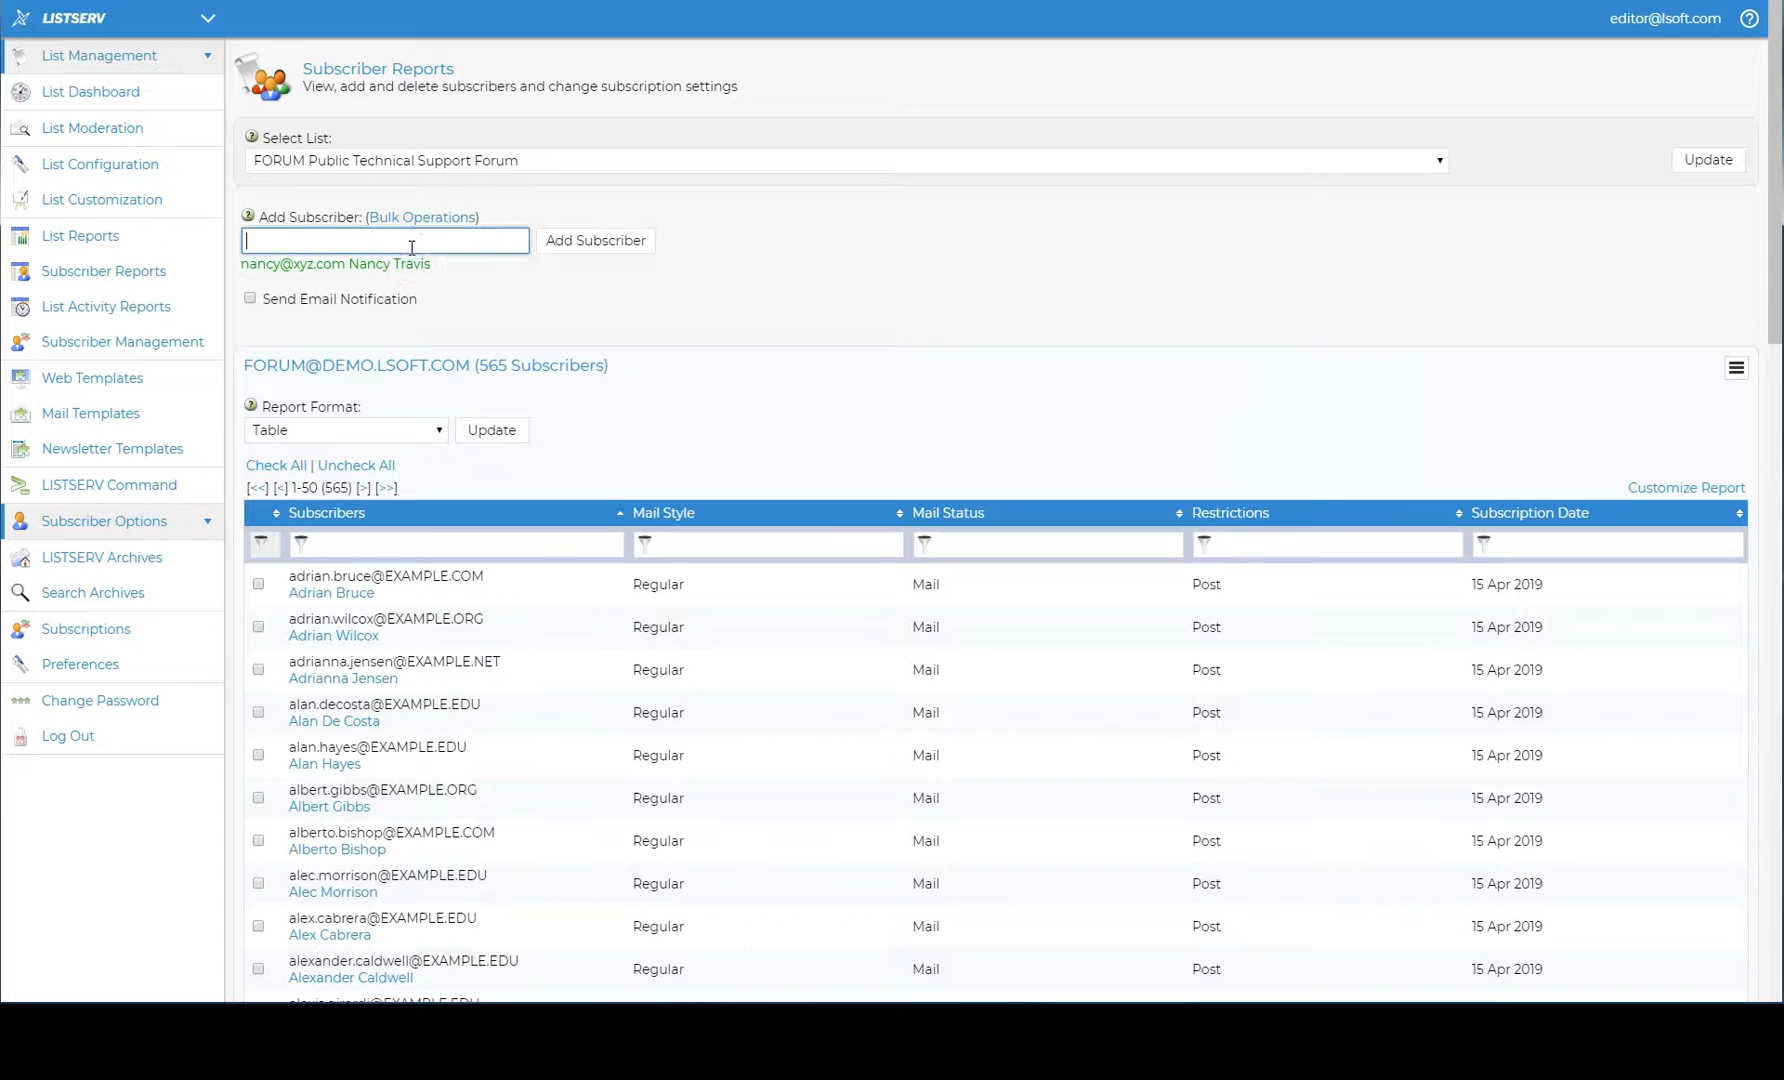 LISTSERV
editor@lsoft.com
List Management
List Dashboard
List Moderation
List Configuration
List Customization
List Reports
Subscriber Reports
List Activity Reports
Subscriber Management
Web Templates
Mail Templates
Newsletter Templates
LISTSERV Command
Subscriber Options
LISTSERV Archives
Search Archives
Subscriptions
Preferences
Change Password
Log Out
Subscriber Reports
View, add and delete subscribers and change subscription settings
Select List:
FORUM Public Technical Support Forum
Update
Add Subscriber: (Bulk Operations)
Add Subscriber
nancy@xyz.com Nancy Travis
Send Email Notification
FORUM@DEMO.LSOFT.COM (565 Subscribers)
Report Format:
Table
Update
Check All | Uncheck All
[<<] [<] 1-50 (565) [>] [>>]
Customize Report
Subscribers Mail Style Mail Status Restrictions Subscription Date
adrian.bruce@EXAMPLE.COM
Adrian Bruce
Regular Mail Post 15 Apr 2019
adrian.wilcox@EXAMPLE.ORG
Adrian Wilcox
Regular Mail Post 15 Apr 2019
adrianna.jensen@EXAMPLE.NET
Adrianna Jensen
Regular Mail Post 15 Apr 2019
alan.decosta@EXAMPLE.EDU
Alan De Costa
Regular Mail Post 15 Apr 2019
alan.hayes@EXAMPLE.EDU
Alan Hayes
Regular Mail Post 15 Apr 2019
albert.gibbs@EXAMPLE.ORG
Albert Gibbs
Regular Mail Post 15 Apr 2019
alberto.bishop@EXAMPLE.COM
Alberto Bishop
Regular Mail Post 15 Apr 2019
alec.morrison@EXAMPLE.EDU
Alec Morrison
Regular Mail Post 15 Apr 2019
alex.cabrera@EXAMPLE.EDU
Alex Cabrera
Regular Mail Post 15 Apr 2019
alexander.caldwell@EXAMPLE.EDU
Alexander Caldwell
Regular Mail Post 15 Apr 2019